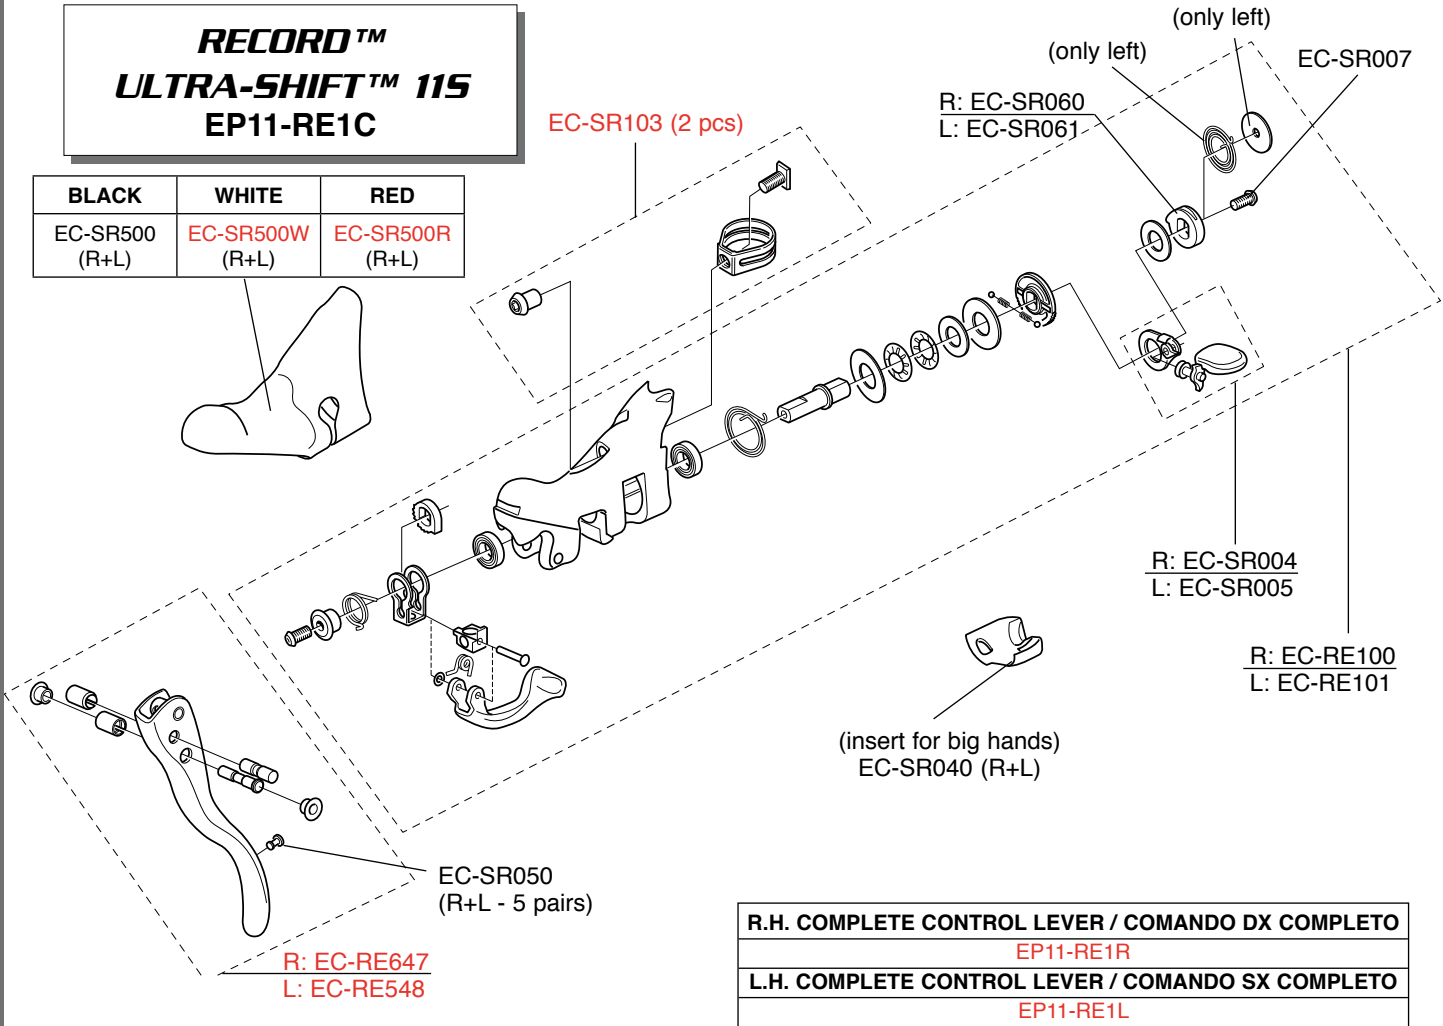 RECORD™
ULTRA-SHIFT™ 11S
EP11-RE1C
BLACK WHITE RED
EC-SR500 EC-SR500W EC-SR500R
(R+L) (R+L) (R+L)
EC-SR103 (2 pcs)
(only left)
(only left)
EC-SR007
R: EC-SR060
L: EC-SR061
R: EC-SR004
L: EC-SR005
R: EC-RE100
L: EC-RE101
(insert for big hands)
EC-SR040 (R+L)
EC-SR050
(R+L - 5 pairs)
R: EC-RE647
L: EC-RE548
R.H. COMPLETE CONTROL LEVER / COMANDO DX COMPLETO
EP11-RE1R
L.H. COMPLETE CONTROL LEVER / COMANDO SX COMPLETO
EP11-RE1L